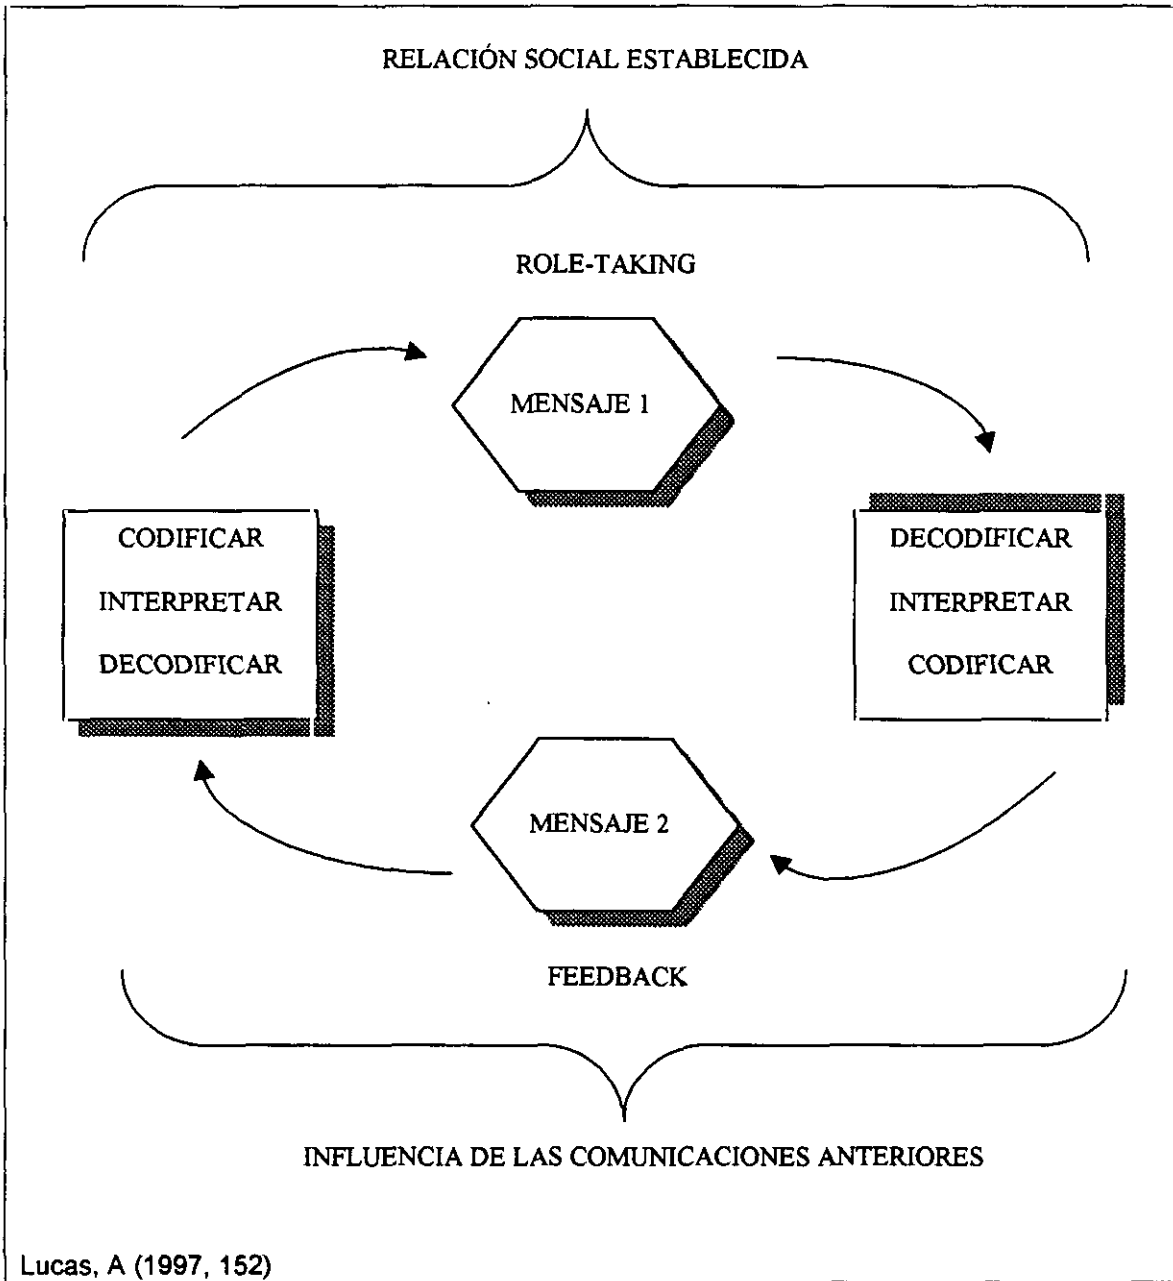 RELACIÓN SOCIAL ESTABLECIDA
ROLE-TAKING
MENSAJE 1
CODIFICAR
INTERPRETAR
DECODIFICAR
DECODIFICAR
INTERPRETAR
CODIFICAR
MENSAJE 2
FEEDBACK
INFLUENCIA DE LAS COMUNICACIONES ANTERIORES
Lucas, A (1997, 152)